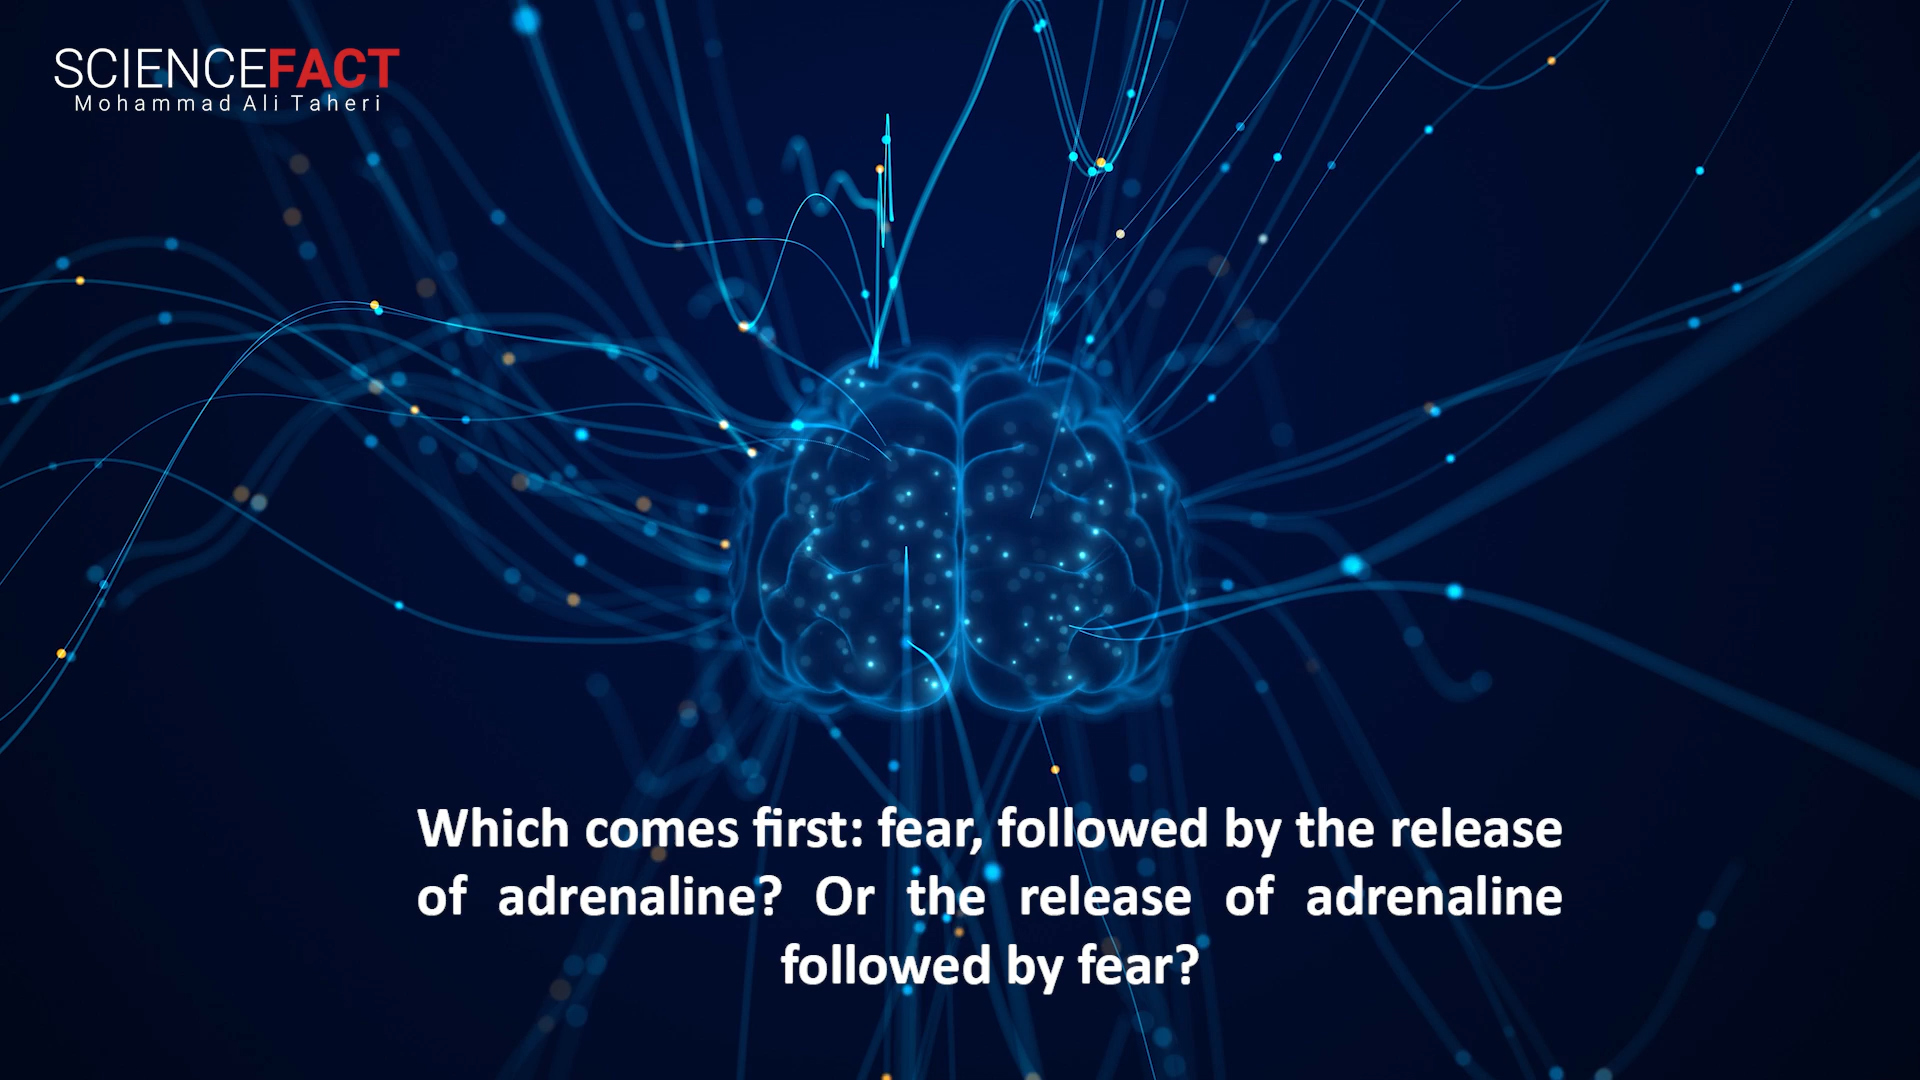 SCIENCEFACT
Mohammad Ali Taheri
Which comes first: fear, followed by the release
of adrenaline? Or the release of adrenaline
followed by fear?